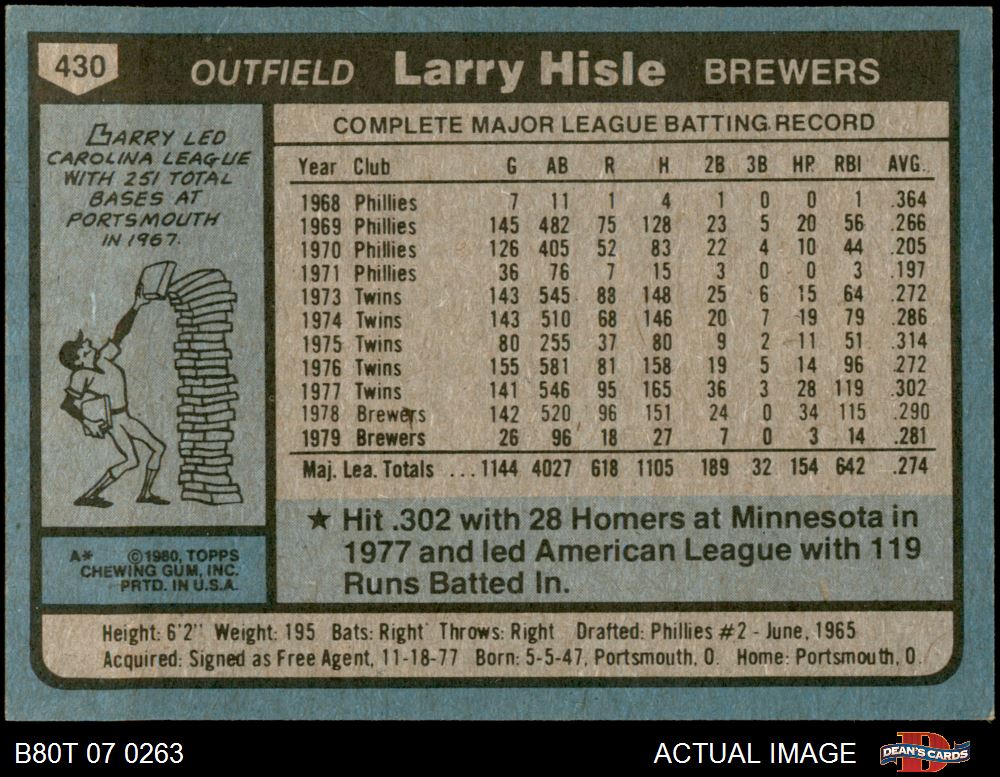 430
OUTFIELD Larry Hisle BREWERS
LARRY LED
CAROLINA LEAGUE
WITH 251 TOTAL
BASES AT
PORTSMOUTH
IN 1967.
COMPLETE MAJOR LEAGUE BATTING RECORD
Year Club G AB R H 2B 3B HR RBI AVG.
1968 Phillies 7 11 1 4 1 0 0 1 .364
1969 Phillies 145 482 75 128 23 5 20 56 .266
1970 Phillies 126 405 52 83 22 4 10 44 .205
1971 Phillies 36 76 7 15 3 0 0 3 .197
1973 Twins 143 545 88 148 25 6 15 64 .272
1974 Twins 143 510 68 146 20 7 19 79 .286
1975 Twins 80 255 37 80 9 2 11 51 .314
1976 Twins 155 581 81 158 19 5 14 96 .272
1977 Twins 141 546 95 165 36 3 28 119 .302
1978 Brewers 142 520 96 151 24 0 34 115 .290
1979 Brewers 26 96 18 27 7 0 3 14 .281
Maj. Lea. Totals ...1144 4027 618 1105 189 32 154 642 .274
★ Hit .302 with 28 Homers at Minnesota in
1977 and led American League with 119
Runs Batted In.
A* ©1980, TOPPS
CHEWING GUM, INC.
PRTD. IN U.S.A.
Height: 6'2" Weight: 195 Bats: Right Throws: Right Drafted: Phillies #2 - June, 1965
Acquired: Signed as Free Agent, 11-18-77 Born: 5-5-47, Portsmouth, O. Home: Portsmouth, O.
B80T 07 0263
ACTUAL IMAGE
D
DEAN'S CARDS